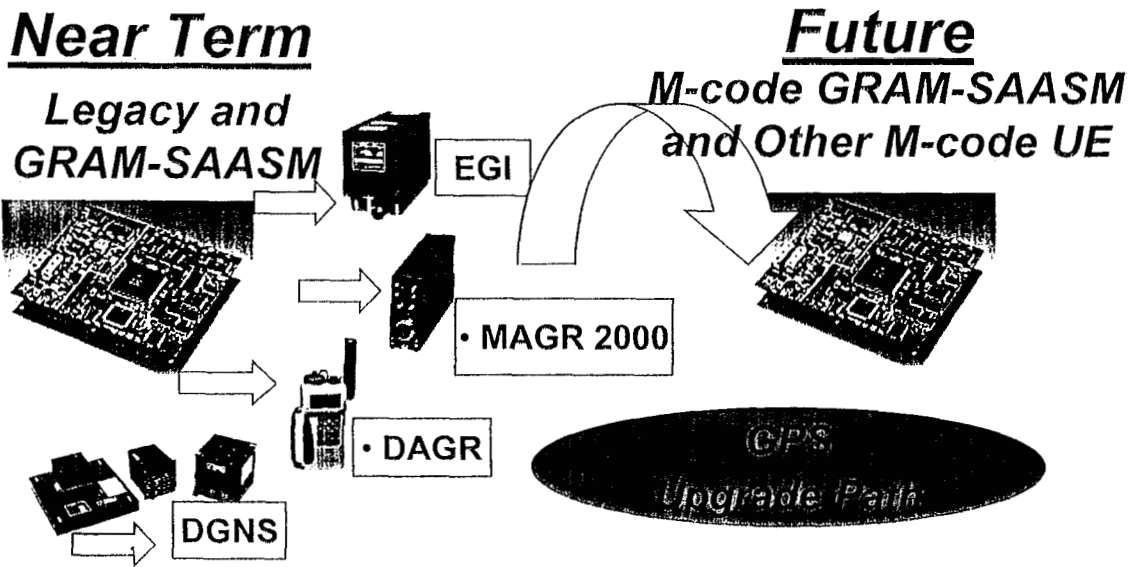 Near Term
Legacy and
GRAM-SAASM
EGI
• MAGR 2000
• DAGR
DGNS
Future
M-code GRAM-SAASM
and Other M-code UE
GPS
Upgrade Path